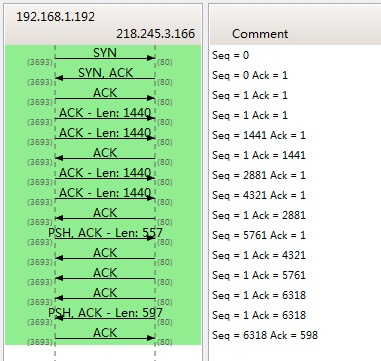 192.168.1.192
218.245.3.166
Comment
SYN
(3693) (80) Seq = 0
SYN, ACK
(3693) (80) Seq = 0 Ack = 1
ACK
(3693) (80) Seq = 1 Ack = 1
ACK - Len: 1440
(3693) (80) Seq = 1 Ack = 1
ACK - Len: 1440
(3693) (80) Seq = 1441 Ack = 1
ACK
(3693) (80) Seq = 1 Ack = 1441
ACK - Len: 1440
(3693) (80) Seq = 2881 Ack = 1
ACK - Len: 1440
(3693) (80) Seq = 4321 Ack = 1
ACK
(3693) (80) Seq = 1 Ack = 2881
PSH, ACK - Len: 557
(3693) (80) Seq = 5761 Ack = 1
ACK
(3693) (80) Seq = 1 Ack = 4321
ACK
(3693) (80) Seq = 1 Ack = 5761
ACK
(3693) (80) Seq = 1 Ack = 6318
PSH, ACK - Len: 597
(3693) (80) Seq = 1 Ack = 6318
ACK
(3693) (80) Seq = 6318 Ack = 598